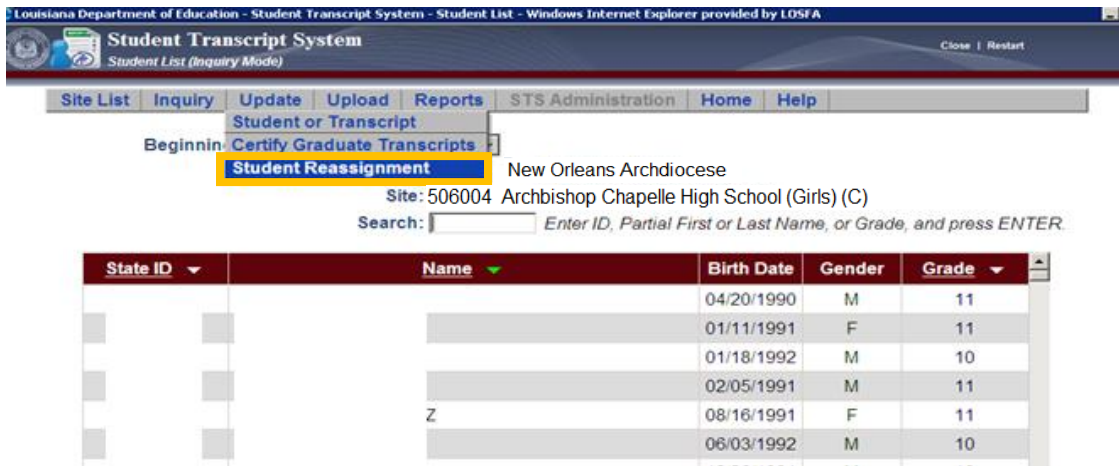 Louisiana Department of Education - Student Transcript System - Student List - Windows Internet Explorer provided by LOSFA
Student Transcript System
Student List (Inquiry Mode)
Close | Restart
Site List Inquiry Update Upload Reports STS Administration Home Help
Student or Transcript
Beginnin Certify Graduate Transcripts
Student Reassignment New Orleans Archdiocese
Site: 506004 Archbishop Chapelle High School (Girls) (C)
Search: Enter ID, Partial First or Last Name, or Grade, and press ENTER.
State ID Name Birth Date Gender Grade
04/20/1990 M 11
01/11/1991 F 11
01/18/1992 M 10
02/05/1991 M 11
Z 08/16/1991 F 11
06/03/1992 M 10